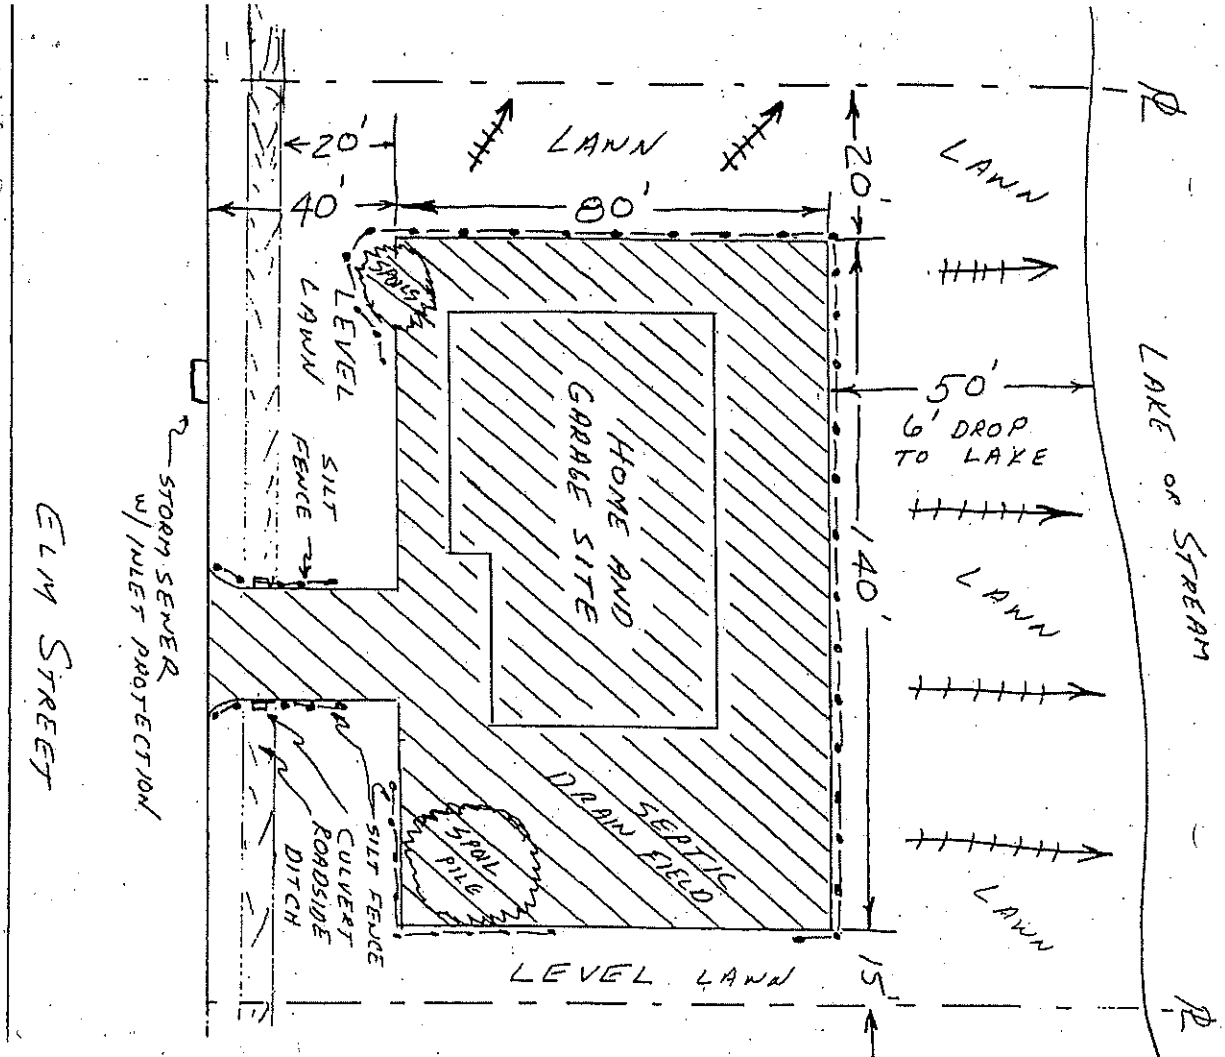 PL
LAWN
LAWN
20'
20'
40'
80'
SPOILS
LEVEL
LAWN
50'
6' DROP
TO LAKE
LAKE OR STREAM
HOME AND
GARAGE SITE
140'
SILT
FENCE
STORM SEWER
W/ INLET PROTECTION
ELM STREET
LAWN
SEPTIC
DRAIN FIELD
SPOIL
PILE
SILT FENCE
CULVERT
ROADSIDE
DITCH
LAWN
LEVEL LAWN
15'
PL